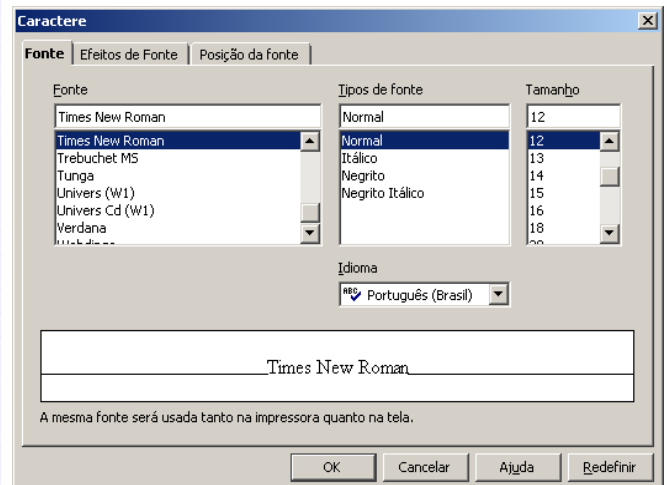 Caractere
Fonte Efeitos de Fonte Posição da fonte
Fonte Tipos de fonte Tamanho
Times New Roman Normal 12
Times New Roman Normal 12
Trebuchet MS Itálico 13
Tunga Negrito 14
Univers (W1) Negrito Itálico 15
Univers Cd (W1) 16
Verdana 18
Idioma
ABC Português (Brasil)
Times New Roman
A mesma fonte será usada tanto na impressora quanto na tela.
OK Cancelar Ajuda Redefinir